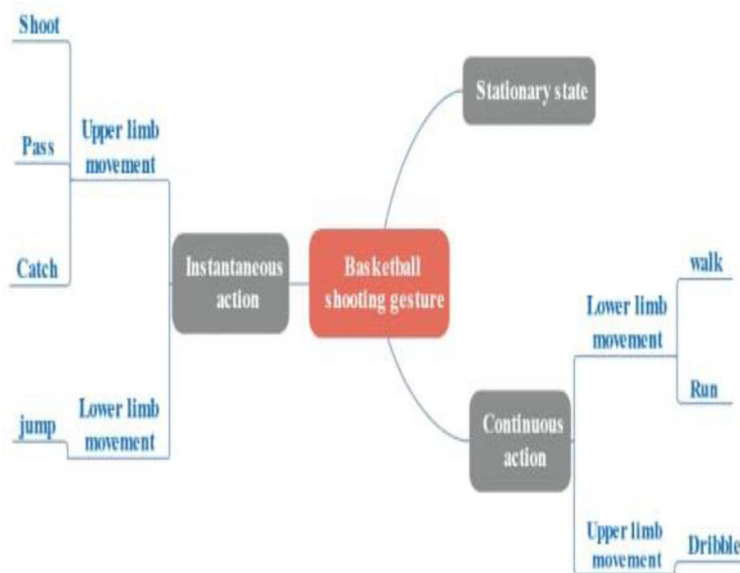 Shoot
Upper limb
movement
Pass
Catch
Instantaneous
action
Lower limb
movement
jump
Basketball
shooting gesture
Stationary state
Continuous
action
Lower limb
movement
walk
Run
Upper limb
movement
Dribble